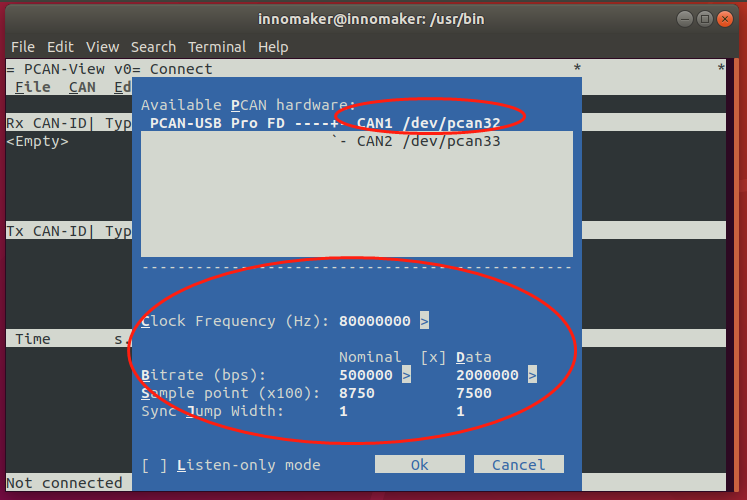 innomaker@innomaker: /usr/bin
File Edit View Search Terminal Help
= PCAN-View v0= Connect * *
File CAN Ed
Available PCAN hardware:
Rx CAN-ID| Typ PCAN-USB Pro FD ----+- CAN1 /dev/pcan32
<Empty> `- CAN2 /dev/pcan33
Tx CAN-ID| Typ
-----------------------------------------------
Clock Frequency (Hz): 80000000 >
Time s.
Nominal [x] Data
Bitrate (bps): 500000 > 2000000 >
Sample point (x100): 8750 7500
Sync Jump Width: 1 1
[ ] Listen-only mode Ok Cancel
Not connected